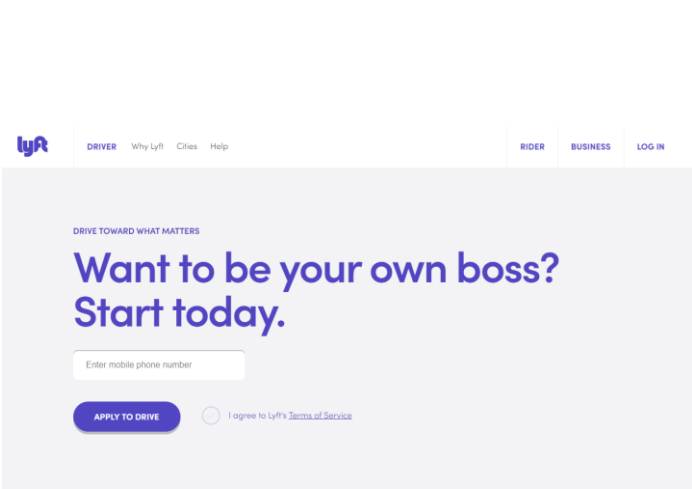 lyft DRIVER Why Lyft Cities Help RIDER BUSINESS LOG IN
DRIVE TOWARD WHAT MATTERS
Want to be your own boss?
Start today.
Enter mobile phone number
APPLY TO DRIVE I agree to Lyft's Terms of Service